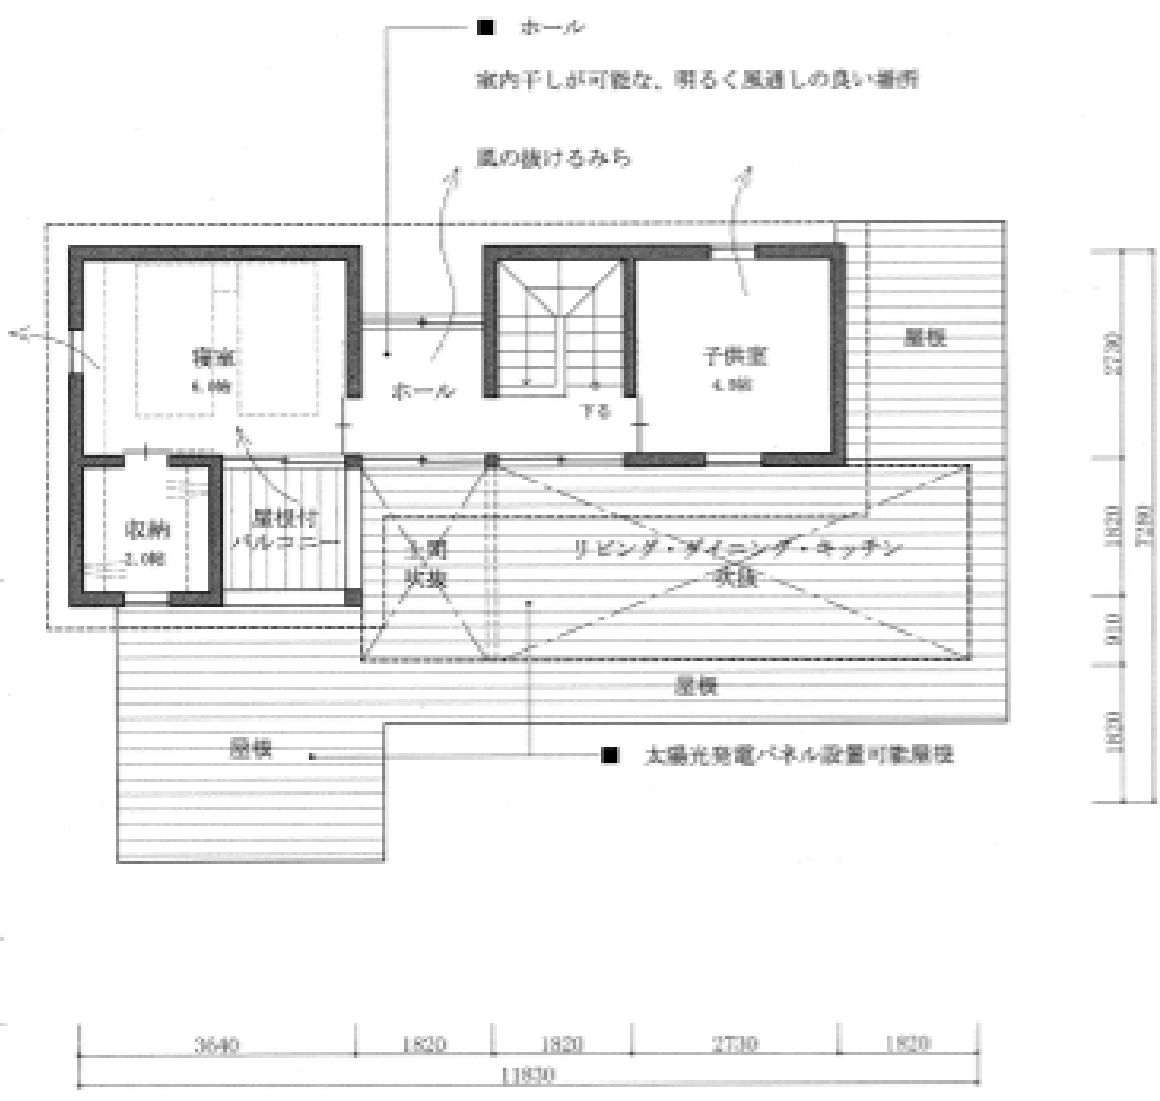 ■ ホール
室内干しが可能な、明るく風通しの良い場所
風の抜けるみち
屋根
寝室
6.0帖
ホール
子供室
4.5帖
下る
収納
2.0帖
屋根付
バルコニー
土間
吹抜
リビング・ダイニング・キッチン
吹抜
屋根
屋根
■ 太陽光発電パネル設置可能屋根
2730
1820
910
1820
7280
3640
1820
1820
2730
1820
11830